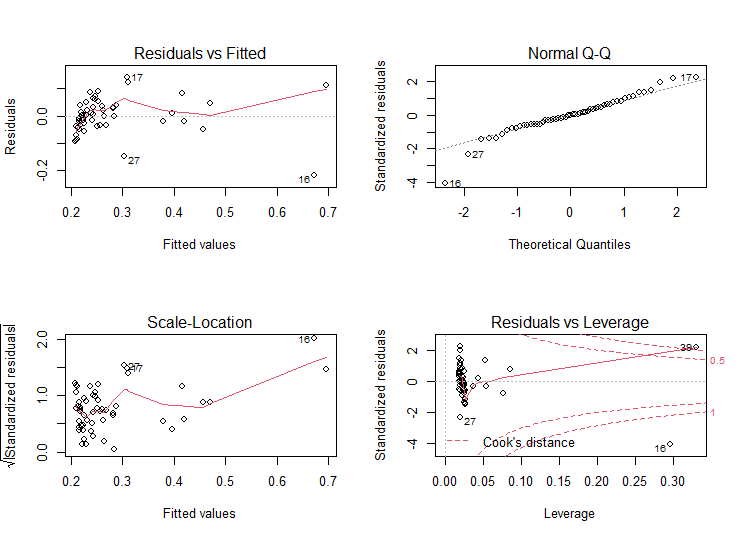 Residuals vs Fitted
Residuals
0.0
-0.2
17
27
16
0.2 0.3 0.4 0.5 0.6 0.7
Fitted values
Normal Q-Q
Standardized residuals
2
0
-2
-4
17
27
16
-2 -1 0 1 2
Theoretical Quantiles
Scale-Location
√|Standardized residuals|
2.0
1.0
0.0
16
27
17
0.2 0.3 0.4 0.5 0.6 0.7
Fitted values
Residuals vs Leverage
Standardized residuals
2
0
-2
-4
39
0.5
1
27
Cook's distance
16
0.00 0.05 0.10 0.15 0.20 0.25 0.30
Leverage